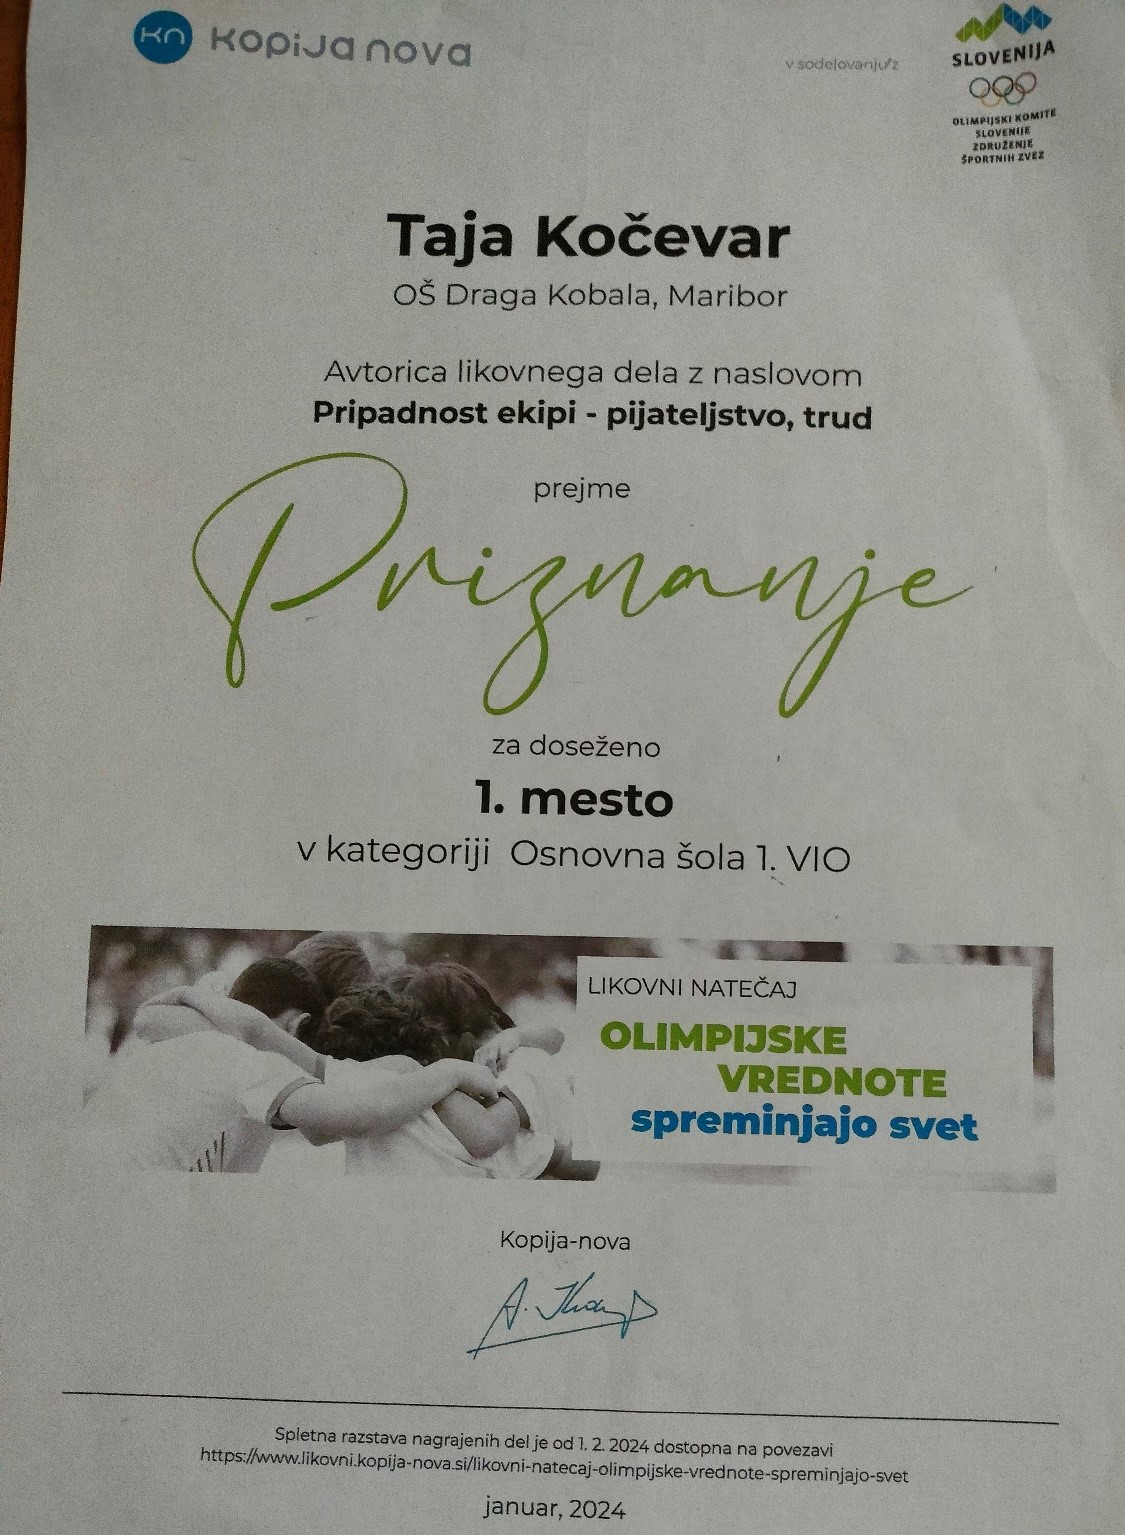 kn kopija nova
v sodelovanju z
SLOVENIJA
OLIMPIJSKI KOMITE
SLOVENIJE
ZDRUŽENJE
ŠPORTNIH ZVEZ
Taja Kočevar
OŠ Draga Kobala, Maribor
Avtorica likovnega dela z naslovom
Pripadnost ekipi - pijateljstvo, trud
prejme
Priznanje
za doseženo
1. mesto
v kategoriji Osnovna šola 1. VIO
LIKOVNI NATEČAJ
OLIMPIJSKE
VREDNOTE
spreminjajo svet
Kopija-nova
Spletna razstava nagrajenih del je od 1. 2. 2024 dostopna na povezavi
https://www.likovni.kopija-nova.si/likovni-natecaj-olimpijske-vrednote-spreminjajo-svet
januar, 2024